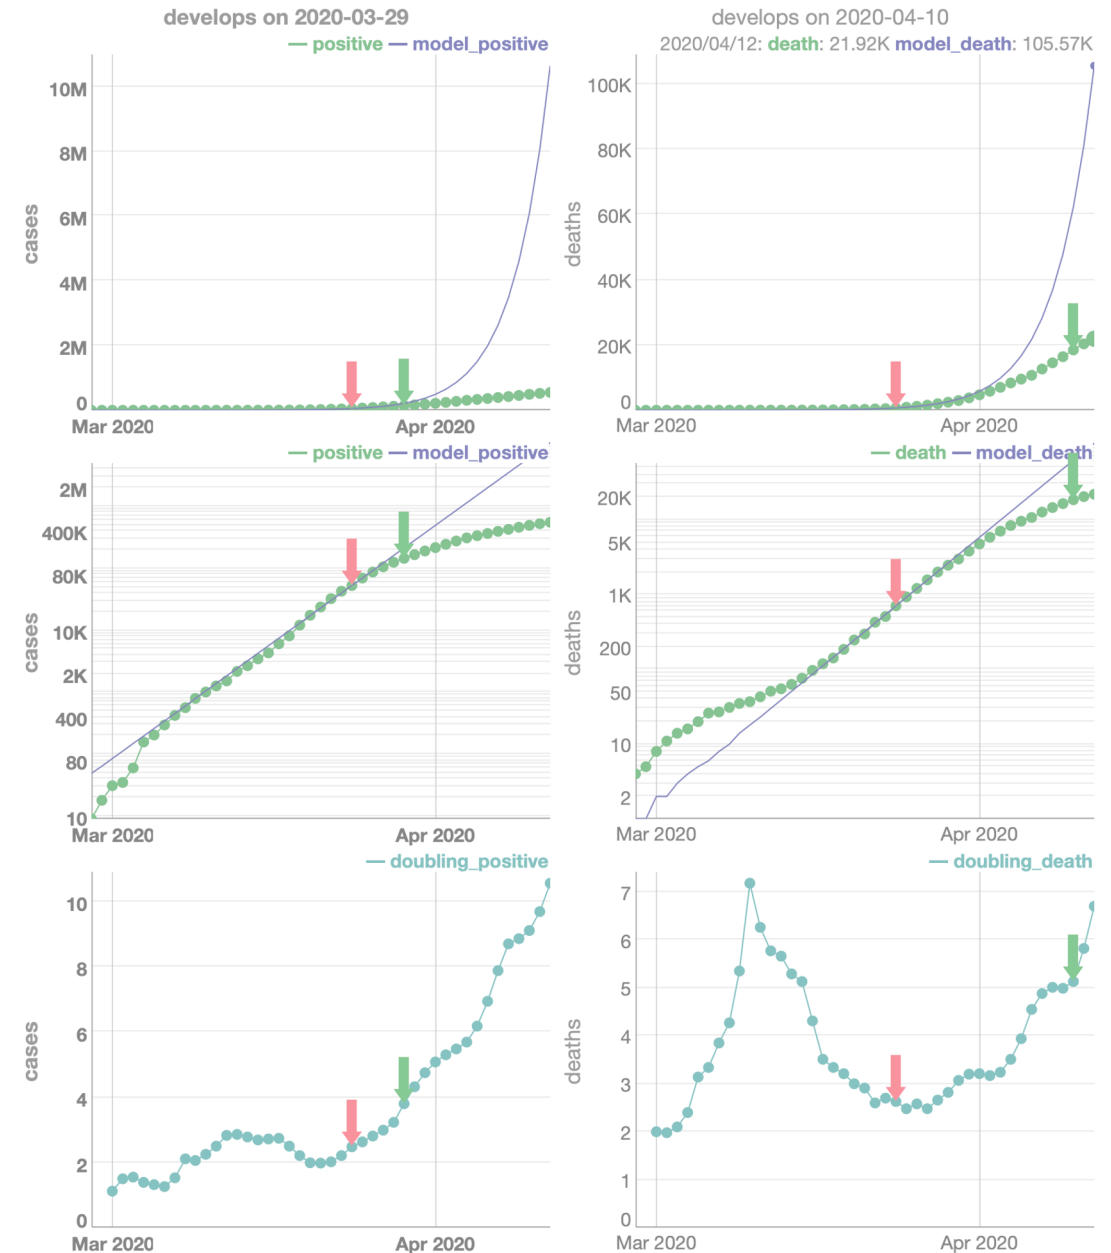 develops on 2020-03-29
positive model_positive
10M
8M
6M
4M
2M
0
cases
Mar 2020 Apr 2020
develops on 2020-04-10
2020/04/12: death: 21.92K model_death: 105.57K
100K
80K
60K
40K
20K
0
deaths
Mar 2020 Apr 2020
positive model_positive
2M
400K
80K
10K
2K
400
80
10
cases
Mar 2020 Apr 2020
death model_death
20K
5K
1K
200
50
10
2
deaths
Mar 2020 Apr 2020
doubling_positive
10
8
6
4
2
0
cases
Mar 2020 Apr 2020
doubling_death
7
6
5
4
3
2
1
0
deaths
Mar 2020 Apr 2020